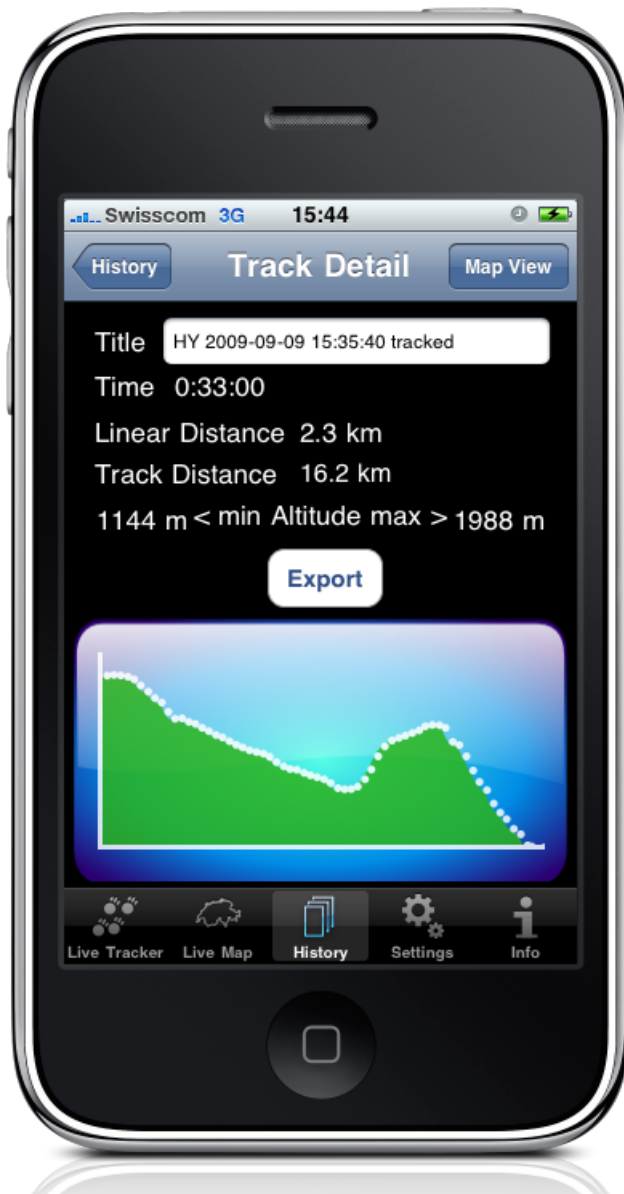 Swisscom 3G 15:44
History Track Detail Map View
Title HY 2009-09-09 15:35:40 tracked
Time 0:33:00
Linear Distance 2.3 km
Track Distance 16.2 km
1144 m < min Altitude max > 1988 m
Export
Live Tracker Live Map History Settings Info